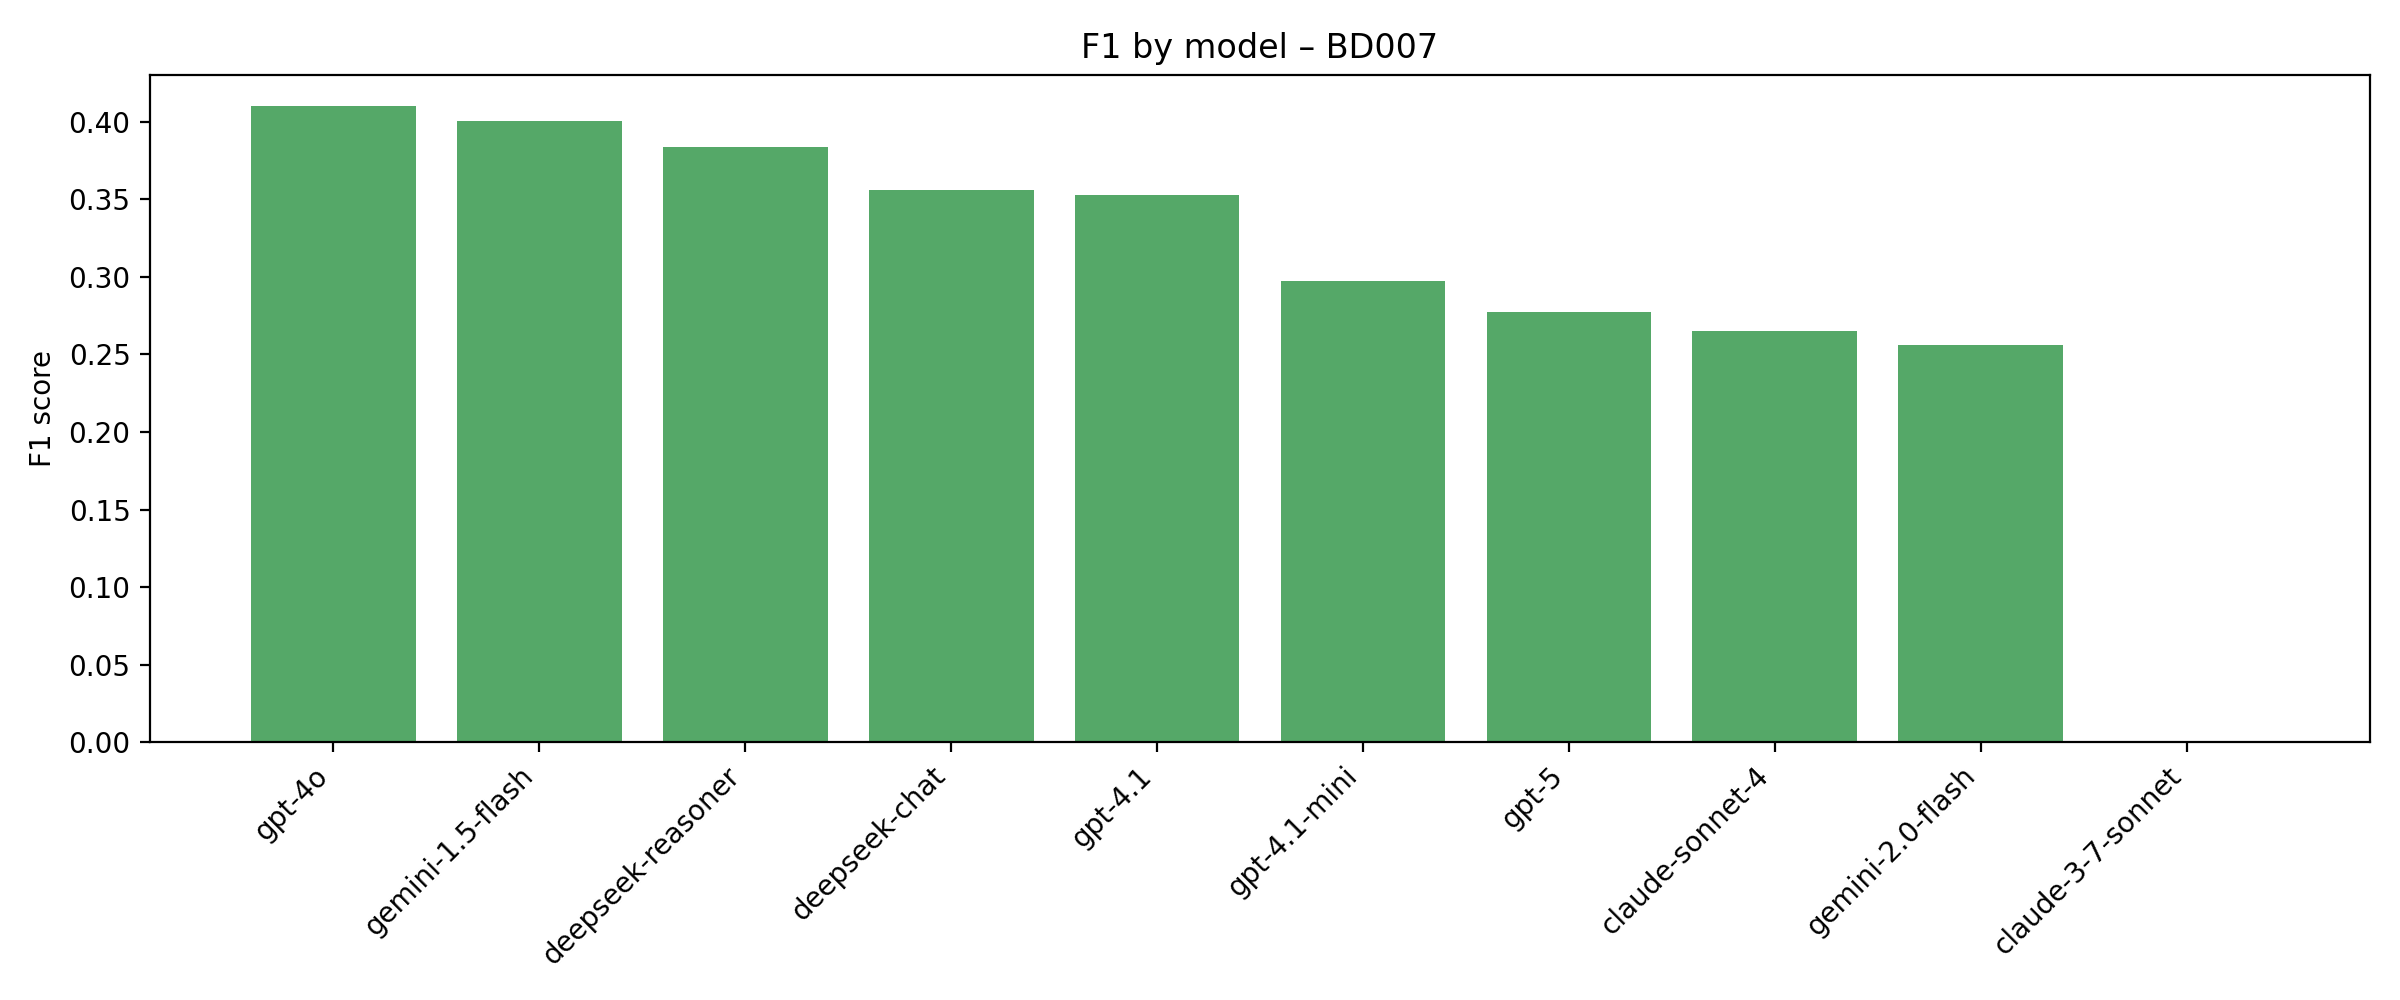 F1 by model – BD007
F1 score
0.40
0.35
0.30
0.25
0.20
0.15
0.10
0.05
0.00
gpt-4o
gemini-1.5-flash
deepseek-reasoner
deepseek-chat
gpt-4.1
gpt-4.1-mini
gpt-5
claude-sonnet-4
gemini-2.0-flash
claude-3-7-sonnet